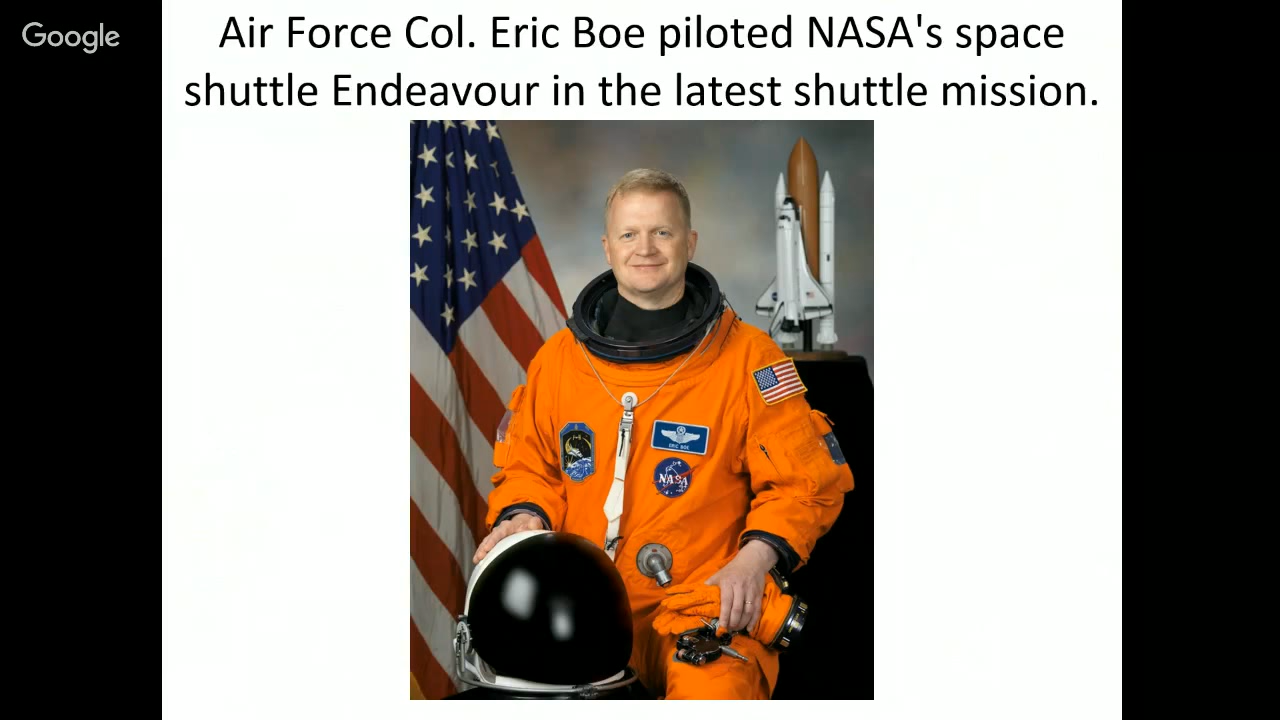 Google
Air Force Col. Eric Boe piloted NASA's space
shuttle Endeavour in the latest shuttle mission.
ERIC BOE
NASA